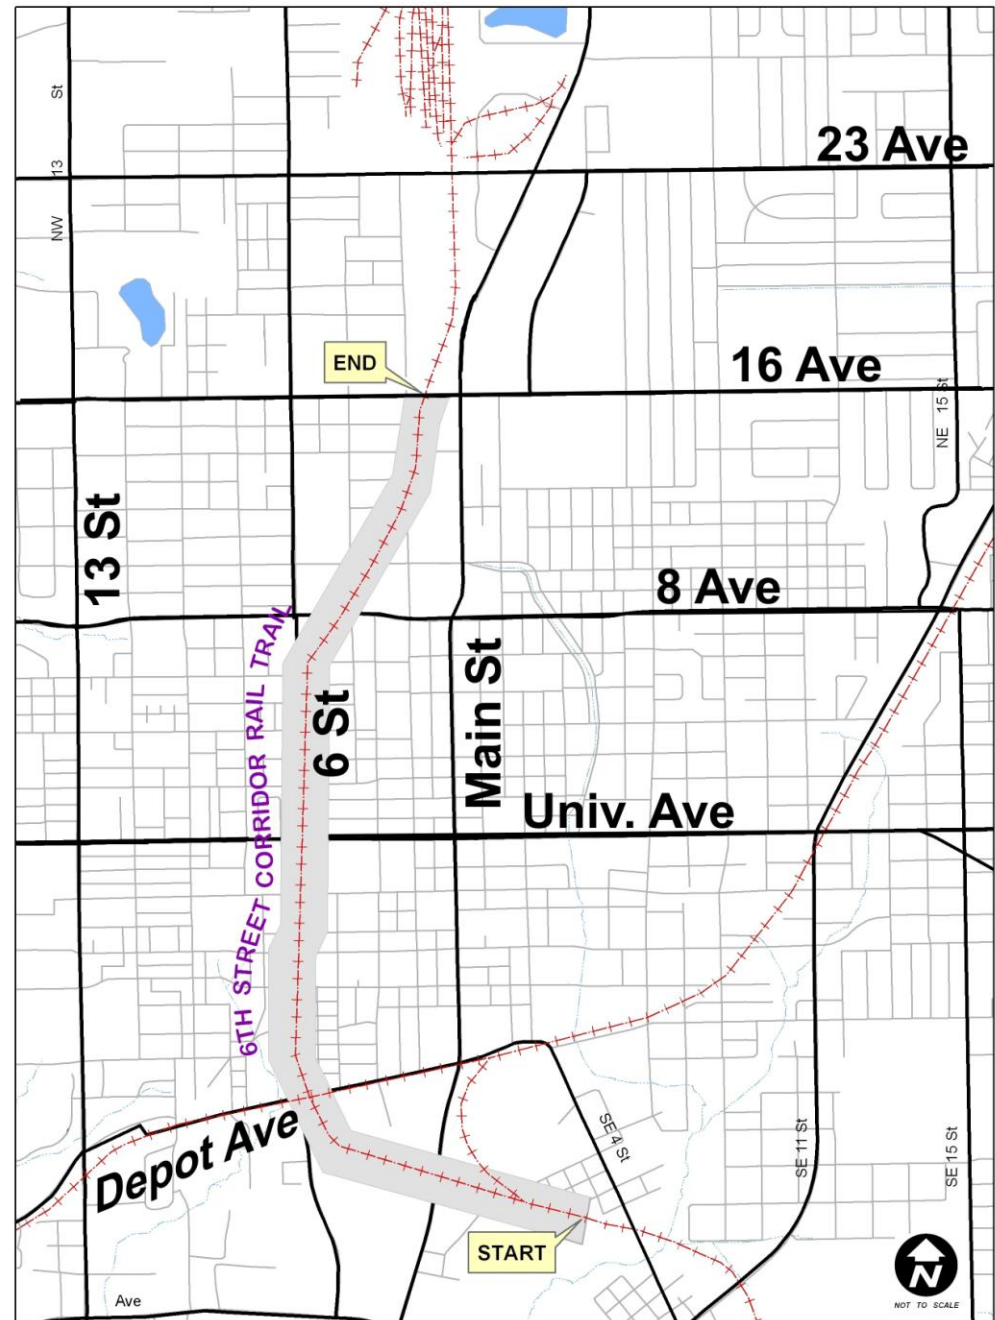 St
13
NW
23 Ave
END
16 Ave
NE 15 St
13 St
8 Ave
6TH STREET CORRIDOR RAIL TRAIL
6 St
Main St
Univ. Ave
Depot Ave
SE 4 St
SE 11 St
SE 15 St
START
N
NOT TO SCALE
Ave